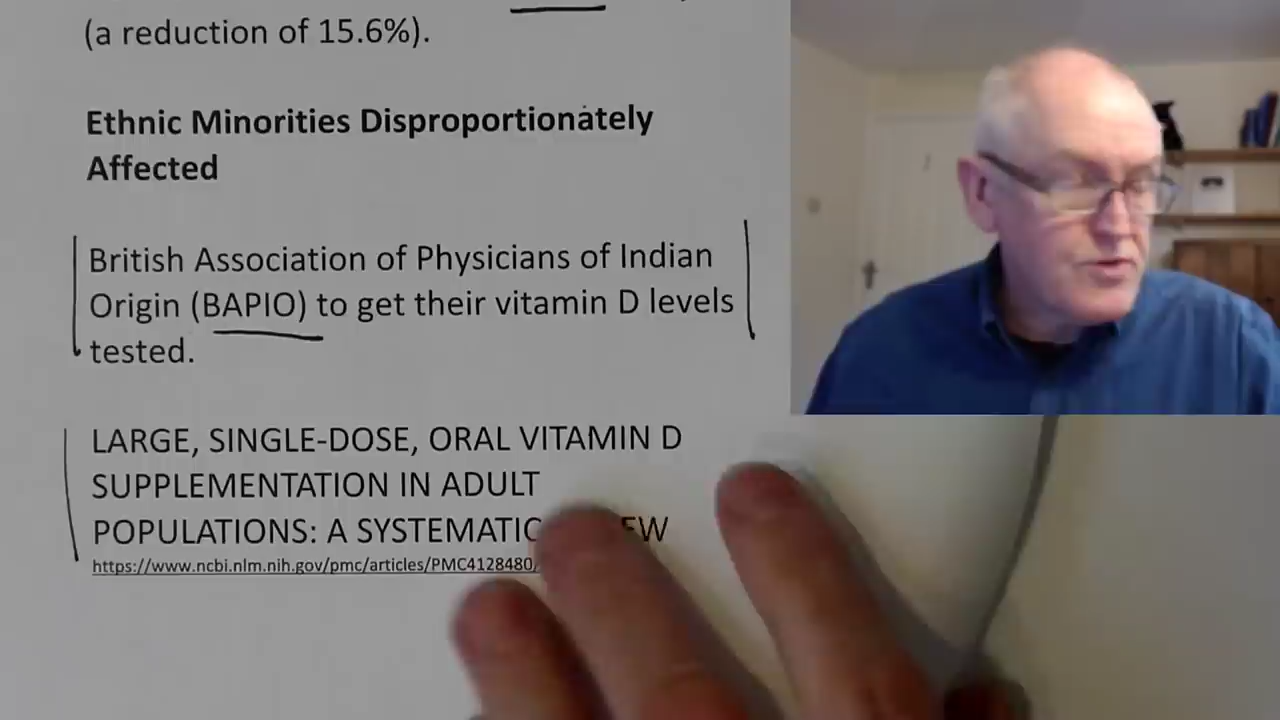 (a reduction of 15.6%).
Ethnic Minorities Disproportionately
Affected
British Association of Physicians of Indian
Origin (BAPIO) to get their vitamin D levels
tested.
LARGE, SINGLE-DOSE, ORAL VITAMIN D
SUPPLEMENTATION IN ADULT
POPULATIONS: A SYSTEMATIC
https://www.ncbi.nlm.nih.gov/pmc/articles/PMC4128480/